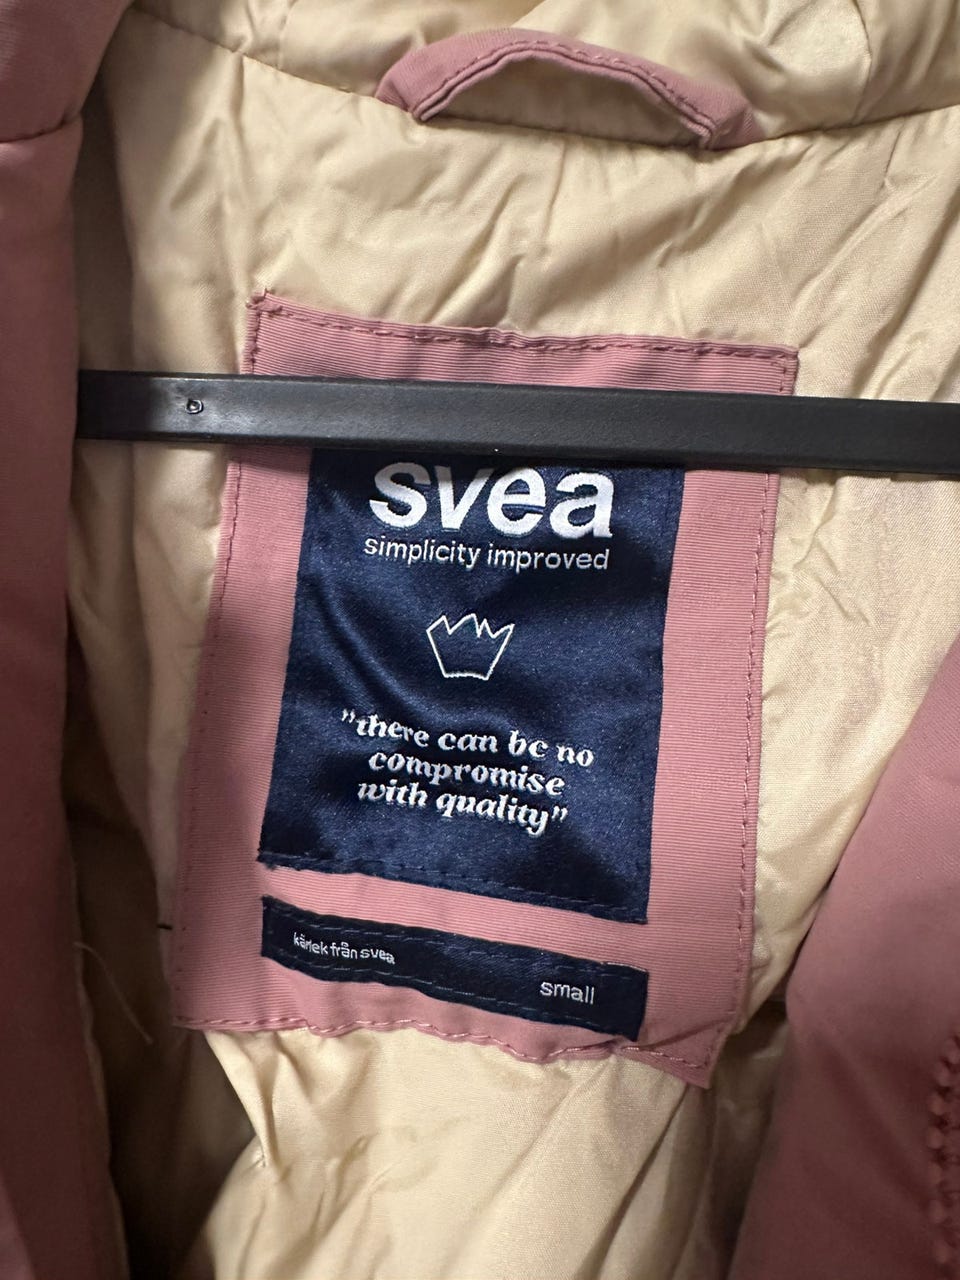 svea
simplicity improved
"there can be no
compromise
with quality"
kärlek från svea
small